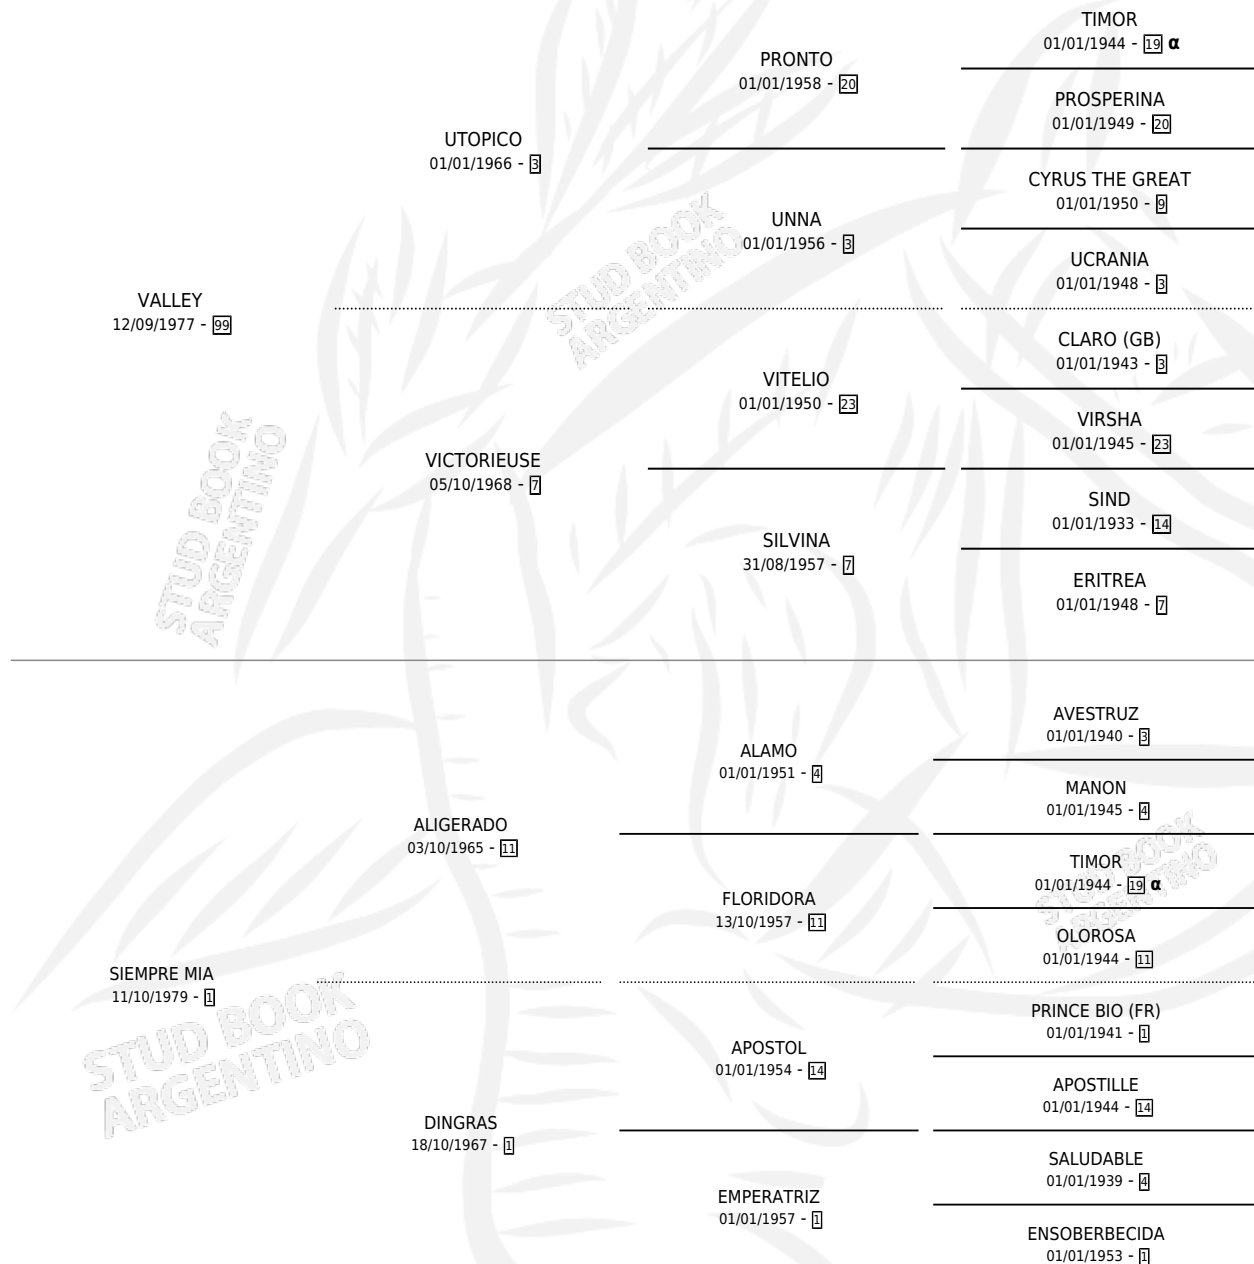 TIMOR
01/01/1944 - 19 α
PRONTO
01/01/1958 - 20
PROSPERINA
01/01/1949 - 20
UTOPICO
01/01/1966 - 3
CYRUS THE GREAT
01/01/1950 - 9
UNNA
01/01/1956 - 3
UCRANIA
01/01/1948 - 3
VALLEY
12/09/1977 - 99
CLARO (GB)
01/01/1943 - 3
VITELIO
01/01/1950 - 23
VIRSHA
01/01/1945 - 23
VICTORIEUSE
05/10/1968 - 7
SIND
01/01/1933 - 14
SILVINA
31/08/1957 - 7
ERITREA
01/01/1948 - 7
AVESTRUZ
01/01/1940 - 3
ALAMO
01/01/1951 - 4
MANON
01/01/1945 - 4
ALIGERADO
03/10/1965 - 11
TIMOR
01/01/1944 - 19 α
FLORIDORA
13/10/1957 - 11
OLOROSA
01/01/1944 - 11
SIEMPRE MIA
11/10/1979 - 1
PRINCE BIO (FR)
01/01/1941 - 1
APOSTOL
01/01/1954 - 14
APOSTILLE
01/01/1944 - 14
DINGRAS
18/10/1967 - 1
SALUDABLE
01/01/1939 - 4
EMPERATRIZ
01/01/1957 - 1
ENSOBERBECIDA
01/01/1953 - 1
STUD BOOK
ARGENTINO
STUD BOOK
ARGENTINO
STUD BOOK
ARGENTINO
STUD BOOK
ARGENTINO